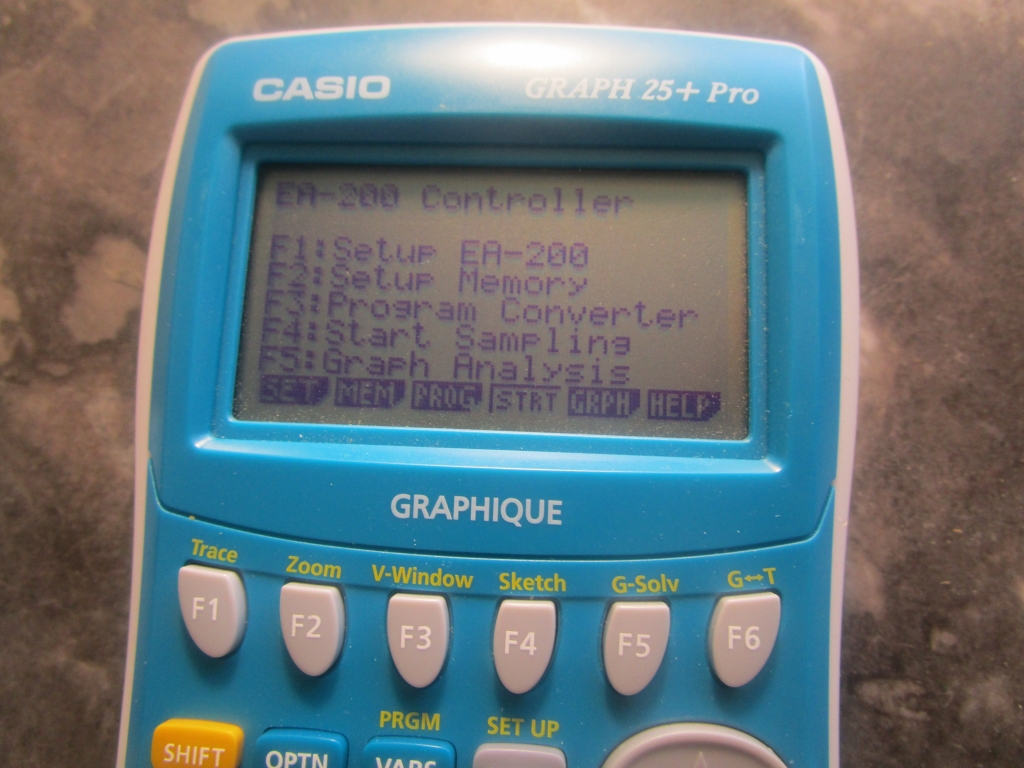 CASIO GRAPH 25+ Pro
EA-200 Controller
F1:Setup EA-200
F2:Setup Memory
F3:Program Converter
F4:Start Sampling
F5:Graph Analysis
SET MEM PROG STRT GRPH HELP
GRAPHIQUE
Trace Zoom V-Window Sketch G-Solv G↔T
F1 F2 F3 F4 F5 F6
PRGM SET UP
SHIFT OPTN VARS